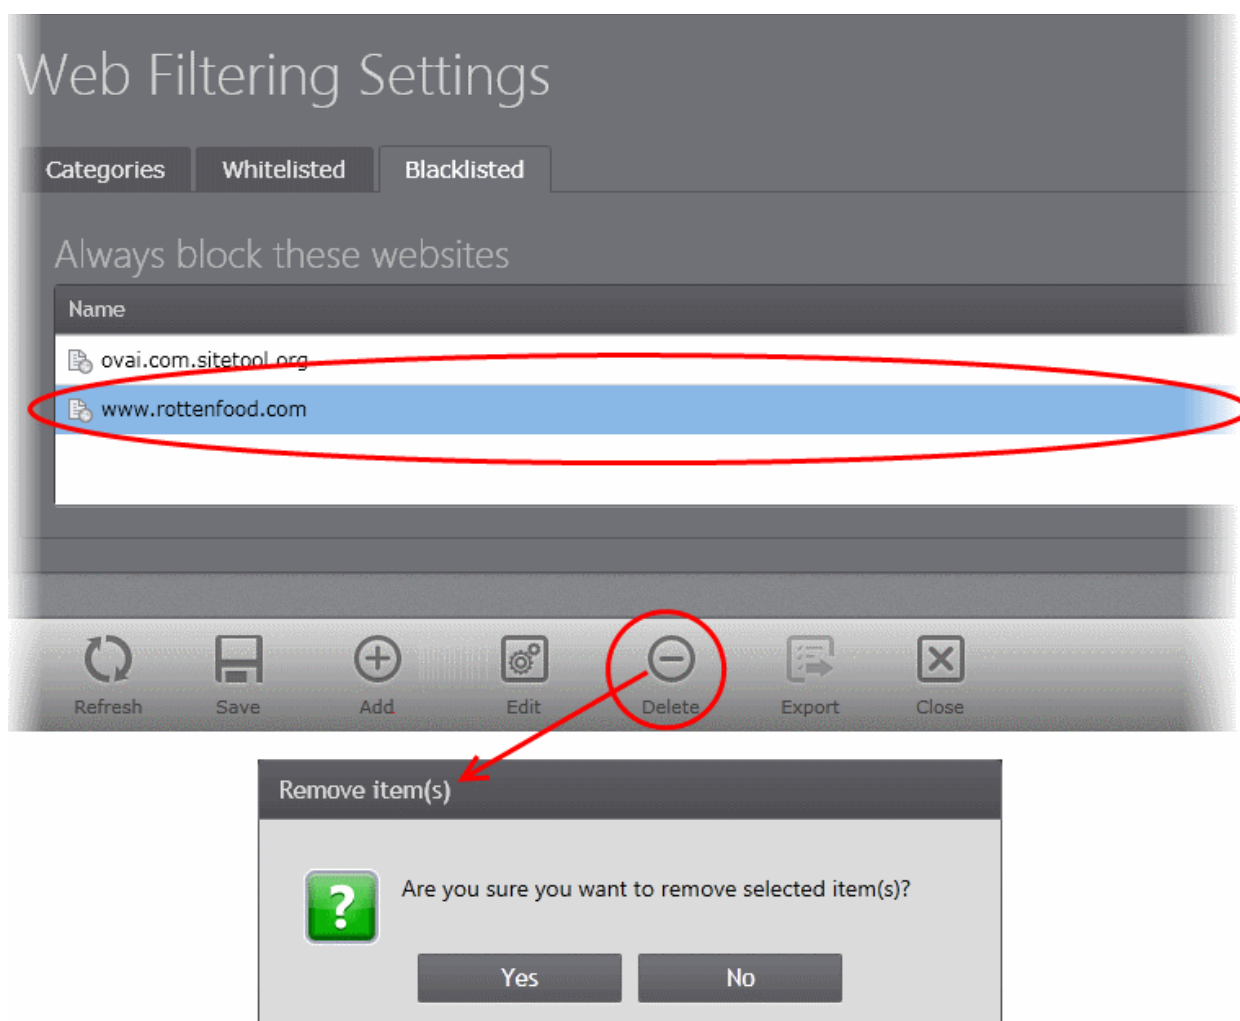 Web Filtering Settings
Categories Whitelisted Blacklisted
Always block these websites
Name
ovai.com.sitetool.org
www.rottenfood.com
Refresh Save Add Edit Delete Export Close
Remove item(s)
Are you sure you want to remove selected item(s)?
Yes No